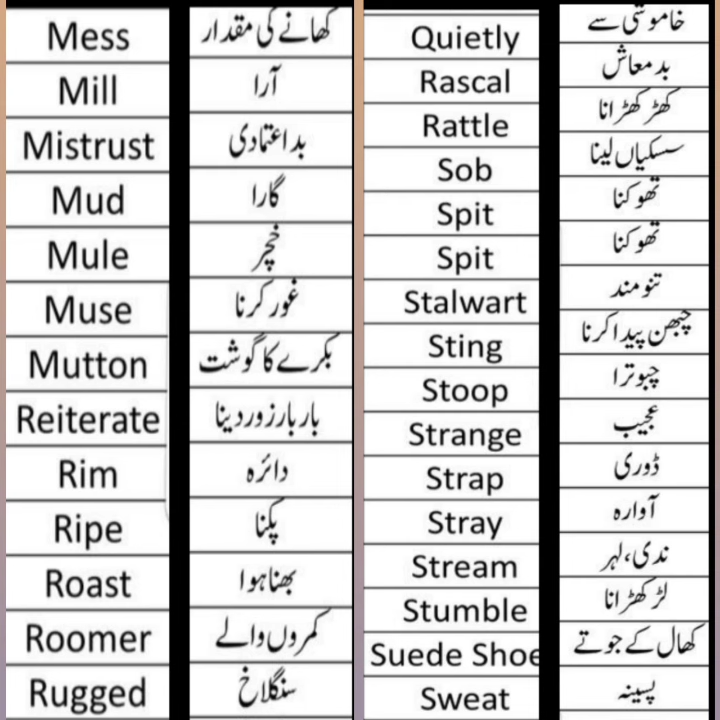 Mess کھانے کی مقدار
Mill آرا
Mistrust بداعتمادی
Mud گارا
Mule خچر
Muse غور کرنا
Mutton بکرے کا گوشت
Reiterate بار بار زور دینا
Rim دائرہ
Ripe پکنا
Roast بھنا ہوا
Roomer کمروں والے
Rugged سنگلاخ
Quietly خاموشی سے
Rascal بدمعاش
Rattle کھڑکھڑانا
Sob سسکیاں لینا
Spit تھوکنا
Spit تھوکنا
Stalwart تنومند
Sting چبھن پیدا کرنا
Stoop چبوترا
Strange عجیب
Strap ڈوری
Stray آوارہ
Stream ندی، لہر
Stumble لڑکھڑانا
Suede Shoe کھال کے جوتے
Sweat پسینہ